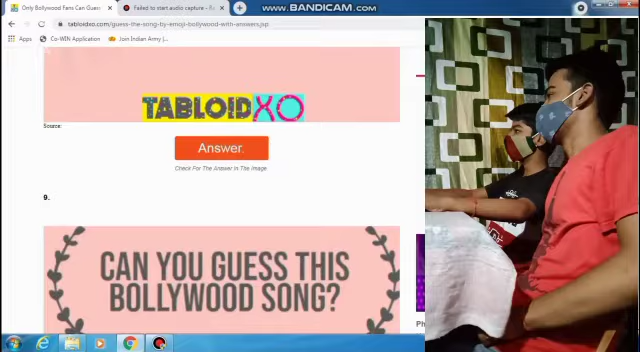 WWW.BANDICAM.COM
Only Bollywood Fans Can Guess
Failed to start audio capture -
tabloidxo.com/guess-the-song-by-emoji-bollywood-with-answers.jsp
Apps
Co-WIN Application
Join Indian Army |...
TABLOIDXO
Source:
Answer.
Check For The Answer In The Image
9.
CAN YOU GUESS THIS
BOLLYWOOD SONG?
Ph